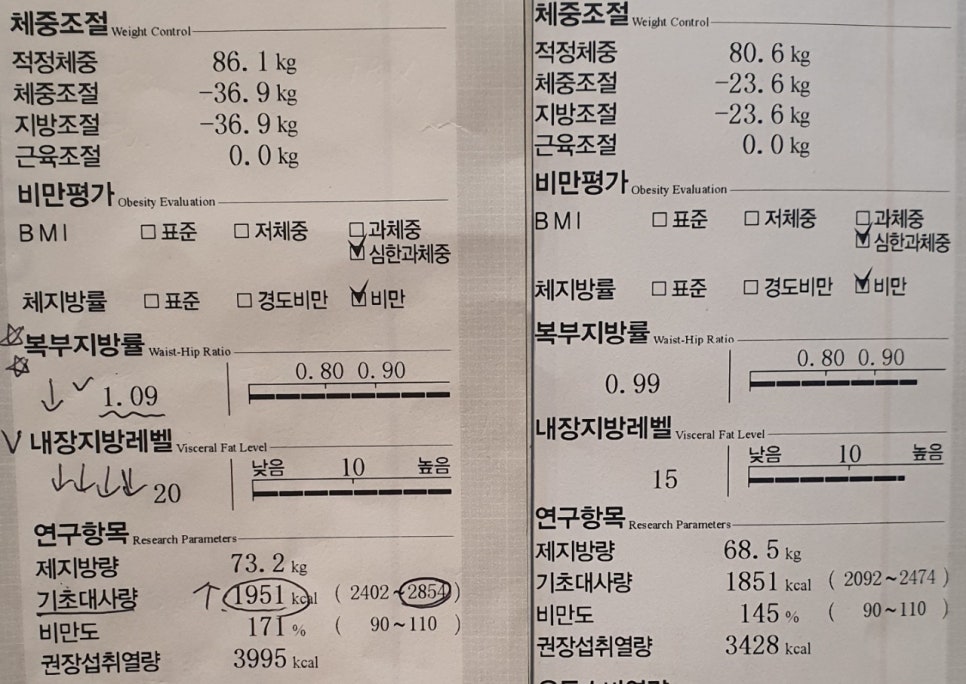 체중조절 Weight Control
적정체중 86.1 kg
체중조절 -36.9 kg
지방조절 -36.9 kg
근육조절 0.0 kg
비만평가 Obesity Evaluation
BMI ☐ 표준 ☐ 저체중 ☐ 과체중
☑ 심한과체중
체지방률 ☐ 표준 ☐ 경도비만 ☑ 비만
복부지방률 Waist-Hip Ratio
0.80 0.90
1.09
내장지방레벨 Visceral Fat Level
낮음 10 높음
20
연구항목 Research Parameters
제지방량 73.2 kg
기초대사량 1951 kcal ( 2402~2854 )
비만도 171 % ( 90~110 )
권장섭취열량 3995 kcal
체중조절 Weight Control
적정체중 80.6 kg
체중조절 -23.6 kg
지방조절 -23.6 kg
근육조절 0.0 kg
비만평가 Obesity Evaluation
BMI ☐ 표준 ☐ 저체중 ☐ 과체중
☑ 심한과체중
체지방률 ☐ 표준 ☐ 경도비만 ☑ 비만
복부지방률 Waist-Hip Ratio
0.80 0.90
0.99
내장지방레벨 Visceral Fat Level
낮음 10 높음
15
연구항목 Research Parameters
제지방량 68.5 kg
기초대사량 1851 kcal ( 2092~2474 )
비만도 145 % ( 90~110 )
권장섭취열량 3428 kcal